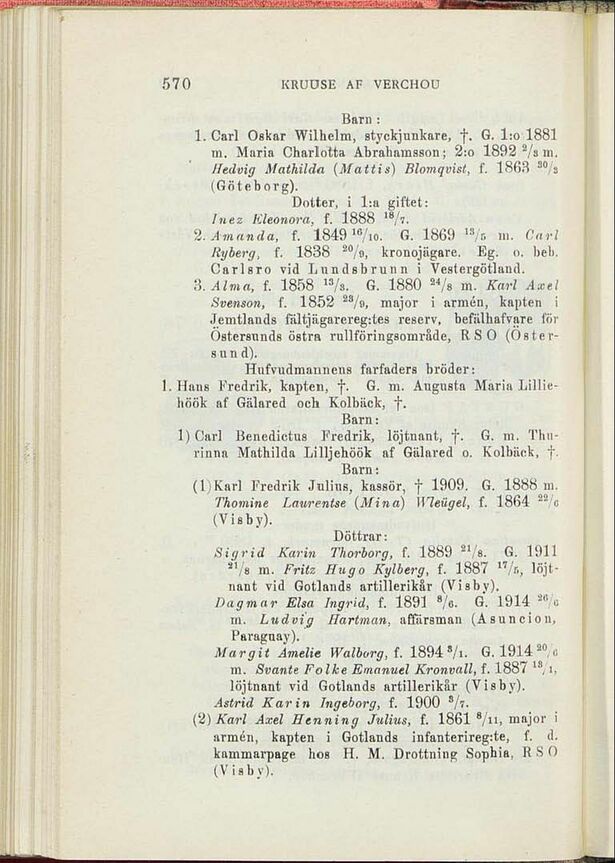 570 KRUUSE AF VERCHOU
Barn:
1. Carl Oskar Wilhelm, styckjunkare, †. G. 1:o 1881
m. Maria Charlotta Abrahamsson; 2:o 1892 2/8 m.
Hedvig Mathilda (Mattis) Blomqvist, f. 1863 30/3
(Göteborg).
Dotter, i 1:a giftet:
Inez Eleonora, f. 1888 18/7.
2. Amanda, f. 1849 16/10. G. 1869 13/5 m. Carl
Ryberg, f. 1838 20/9, kronojägare. Eg. o. beb.
Carlsro vid Lundsbrunn i Vestergötland.
3. Alma, f. 1858 13/3. G. 1880 24/8 m. Karl Axel
Svenson, f. 1852 23/9, major i armén, kapten i
Jemtlands fältjägarereg:tes reserv, befälhafvare för
Östersunds östra rullföringsområde, R S O (Öster-
sund).
Hufvudmannens farfaders bröder:
1. Hans Fredrik, kapten, †. G. m. Augusta Maria Lillie-
höök af Gälared och Kolbäck, †.
Barn:
1) Carl Benedictus Fredrik, löjtnant, †. G. m. Thu-
rinna Mathilda Lilljehöök af Gälared o. Kolbäck, †.
Barn:
(1) Karl Fredrik Julius, kassör, † 1909. G. 1888 m.
Thomine Laurentse (Mina) Wleügel, f. 1864 22/6
(Visby).
Döttrar:
Sigrid Karin Thorborg, f. 1889 21/8. G. 1911
21/8 m. Fritz Hugo Kylberg, f. 1887 17/5, löjt-
nant vid Gotlands artillerikår (Visby).
Dagmar Elsa Ingrid, f. 1891 8/6. G. 1914 26/6
m. Ludvig Hartman, affärsman (Asuncion,
Paraguay).
Margit Amelie Walborg, f. 1894 8/1. G. 1914 20/6
m. Svante Folke Emanuel Kronvall, f. 1887 18/1,
löjtnant vid Gotlands artillerikår (Visby).
Astrid Karin Ingeborg, f. 1900 3/7.
(2) Karl Axel Henning Julius, f. 1861 8/11, major i
armén, kapten i Gotlands infanterireg:te, f. d.
kammarpage hos H. M. Drottning Sophia, R S O
(Visby).